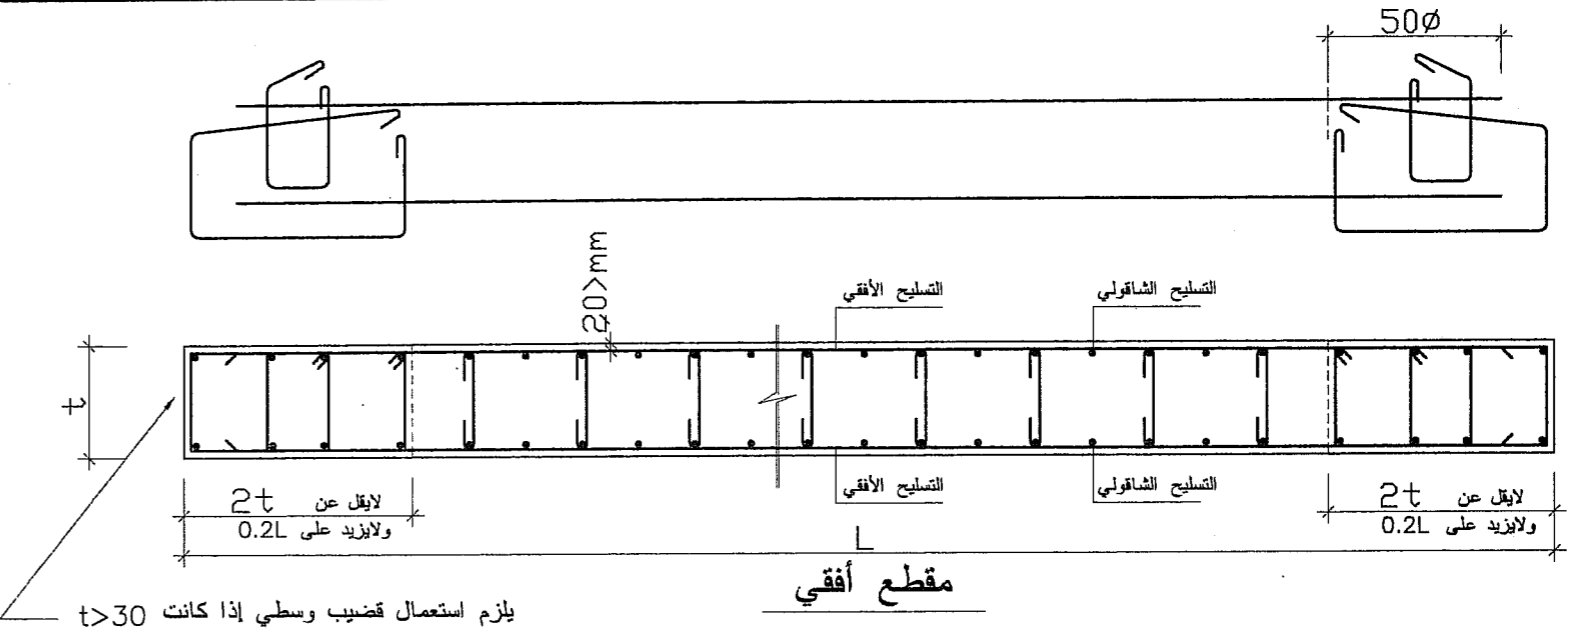 50ø
20>mm
التسليح الأفقي
التسليح الشاقولي
t
التسليح الأفقي
التسليح الشاقولي
لايقل عن 2t
ولايزيد على 0.2L
لايقل عن 2t
ولايزيد على 0.2L
L
مقطع أفقي
يلزم استعمال قضيب وسطي إذا كانت t>30